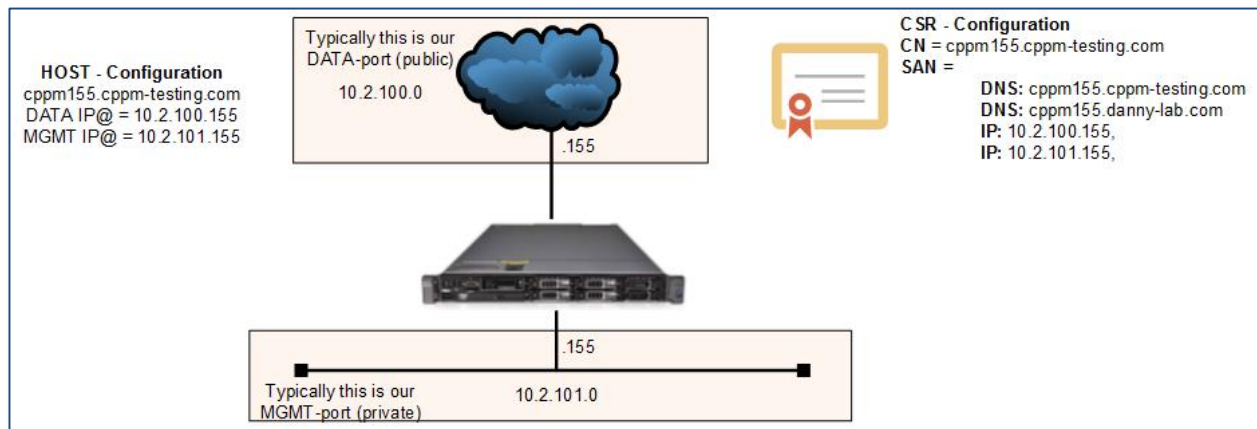 HOST - Configuration
cppm155.cppm-testing.com
DATA IP@ = 10.2.100.155
MGMT IP@ = 10.2.101.155
Typically this is our
DATA-port (public)
10.2.100.0
.155
CSR - Configuration
CN = cppm155.cppm-testing.com
SAN =
DNS: cppm155.cppm-testing.com
DNS: cppm155.danny-lab.com
IP: 10.2.100.155,
IP: 10.2.101.155,
.155
10.2.101.0
Typically this is our
MGMT-port (private)